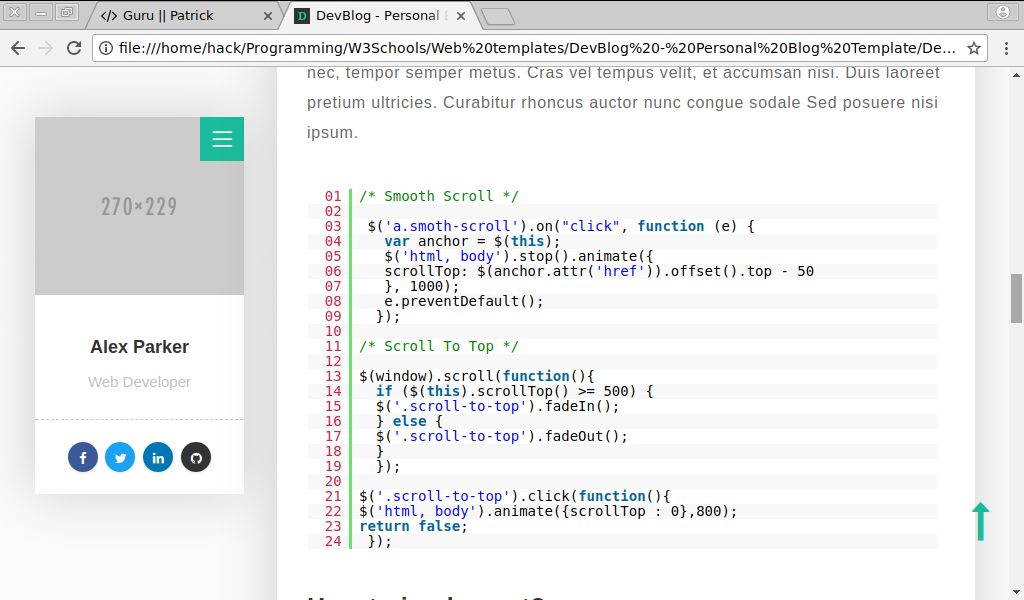 Guru || Patrick
DevBlog - Personal
file:///home/hack/Programming/W3Schools/Web%20templates/DevBlog%20-%20Personal%20Blog%20Template/De...
270×229
Alex Parker
Web Developer
nec, tempor semper metus. Cras vel tempus velit, et accumsan nisi. Duis laoreet
pretium ultricies. Curabitur rhoncus auctor nunc congue sodale Sed posuere nisi
ipsum.
01 /* Smooth Scroll */
02
03 $('a.smoth-scroll').on("click", function (e) {
04 var anchor = $(this);
05 $('html, body').stop().animate({
06 scrollTop: $(anchor.attr('href')).offset().top - 50
07 }, 1000);
08 e.preventDefault();
09 });
10
11 /* Scroll To Top */
12
13 $(window).scroll(function(){
14 if ($(this).scrollTop() >= 500) {
15 $('.scroll-to-top').fadeIn();
16 } else {
17 $('.scroll-to-top').fadeOut();
18 }
19 });
20
21 $('.scroll-to-top').click(function(){
22 $('html, body').animate({scrollTop : 0},800);
23 return false;
24 });